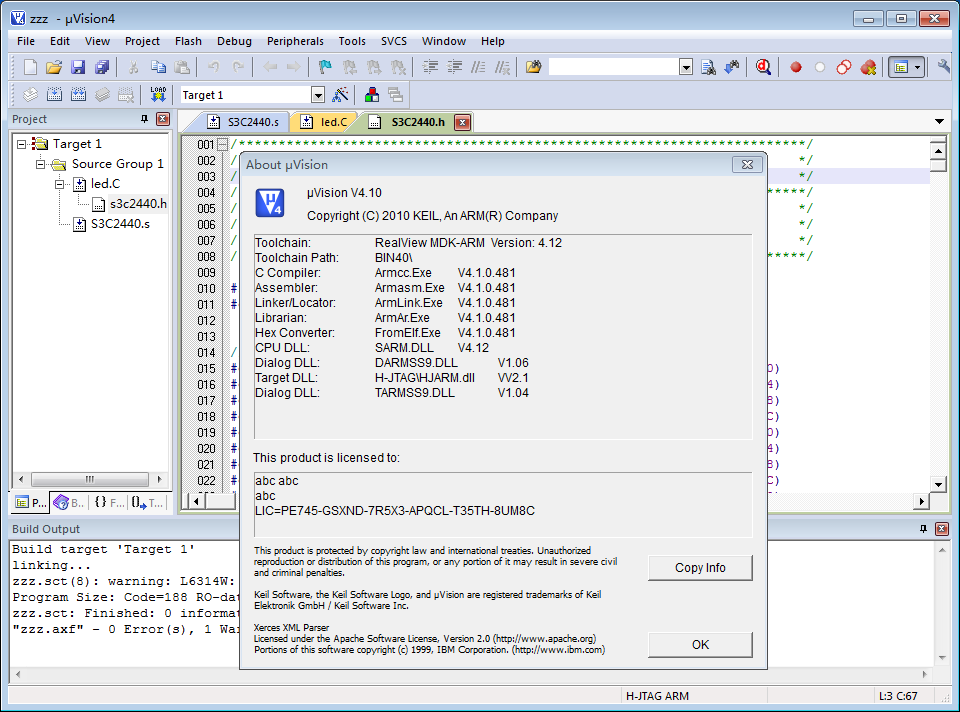 zzz - µVision4
File Edit View Project Flash Debug Peripherals Tools SVCS Window Help
LOAD
Target 1
Project
S3C2440.s led.C S3C2440.h
Target 1
Source Group 1
led.C
s3c2440.h
S3C2440.s
P... B.. {} F... T...
001 /
002 /
003 /
004 /
005 /
006 /
007 /
008 /
009
010 #
011 #
012
013
014 /
015 #
016 #
017 #
018 #
019 #
020 #
021 #
022 #
About µVision
µVision V4.10
Copyright (C) 2010 KEIL, An ARM(R) Company
Toolchain: RealView MDK-ARM Version: 4.12
Toolchain Path: BIN40\
C Compiler: Armcc.Exe V4.1.0.481
Assembler: Armasm.Exe V4.1.0.481
Linker/Locator: ArmLink.Exe V4.1.0.481
Librarian: ArmAr.Exe V4.1.0.481
Hex Converter: FromElf.Exe V4.1.0.481
CPU DLL: SARM.DLL V4.12
Dialog DLL: DARMSS9.DLL V1.06
Target DLL: H-JTAG\HJARM.dll VV2.1
Dialog DLL: TARMSS9.DLL V1.04
This product is licensed to:
abc abc
abc
LIC=PE745-GSXND-7R5X3-APQCL-T35TH-8UM8C
This product is protected by copyright law and international treaties. Unauthorized
reproduction or distribution of this program, or any portion of it may result in severe civil
and criminal penalties.
Keil Software, the Keil Software Logo, and µVision are registered trademarks of Keil
Elektronik GmbH / Keil Software Inc.
Xerces XML Parser
Licensed under the Apache Software License, Version 2.0 (http://www.apache.org)
Portions of this software copyright (c) 1999, IBM Corporation. (http://www.ibm.com)
Copy Info
OK
Build Output
Build target 'Target 1'
linking...
zzz.sct(8): warning: L6314W:
Program Size: Code=188 RO-dat
zzz.sct: Finished: 0 informat
"zzz.axf" - 0 Error(s), 1 War
H-JTAG ARM
L:3 C:67